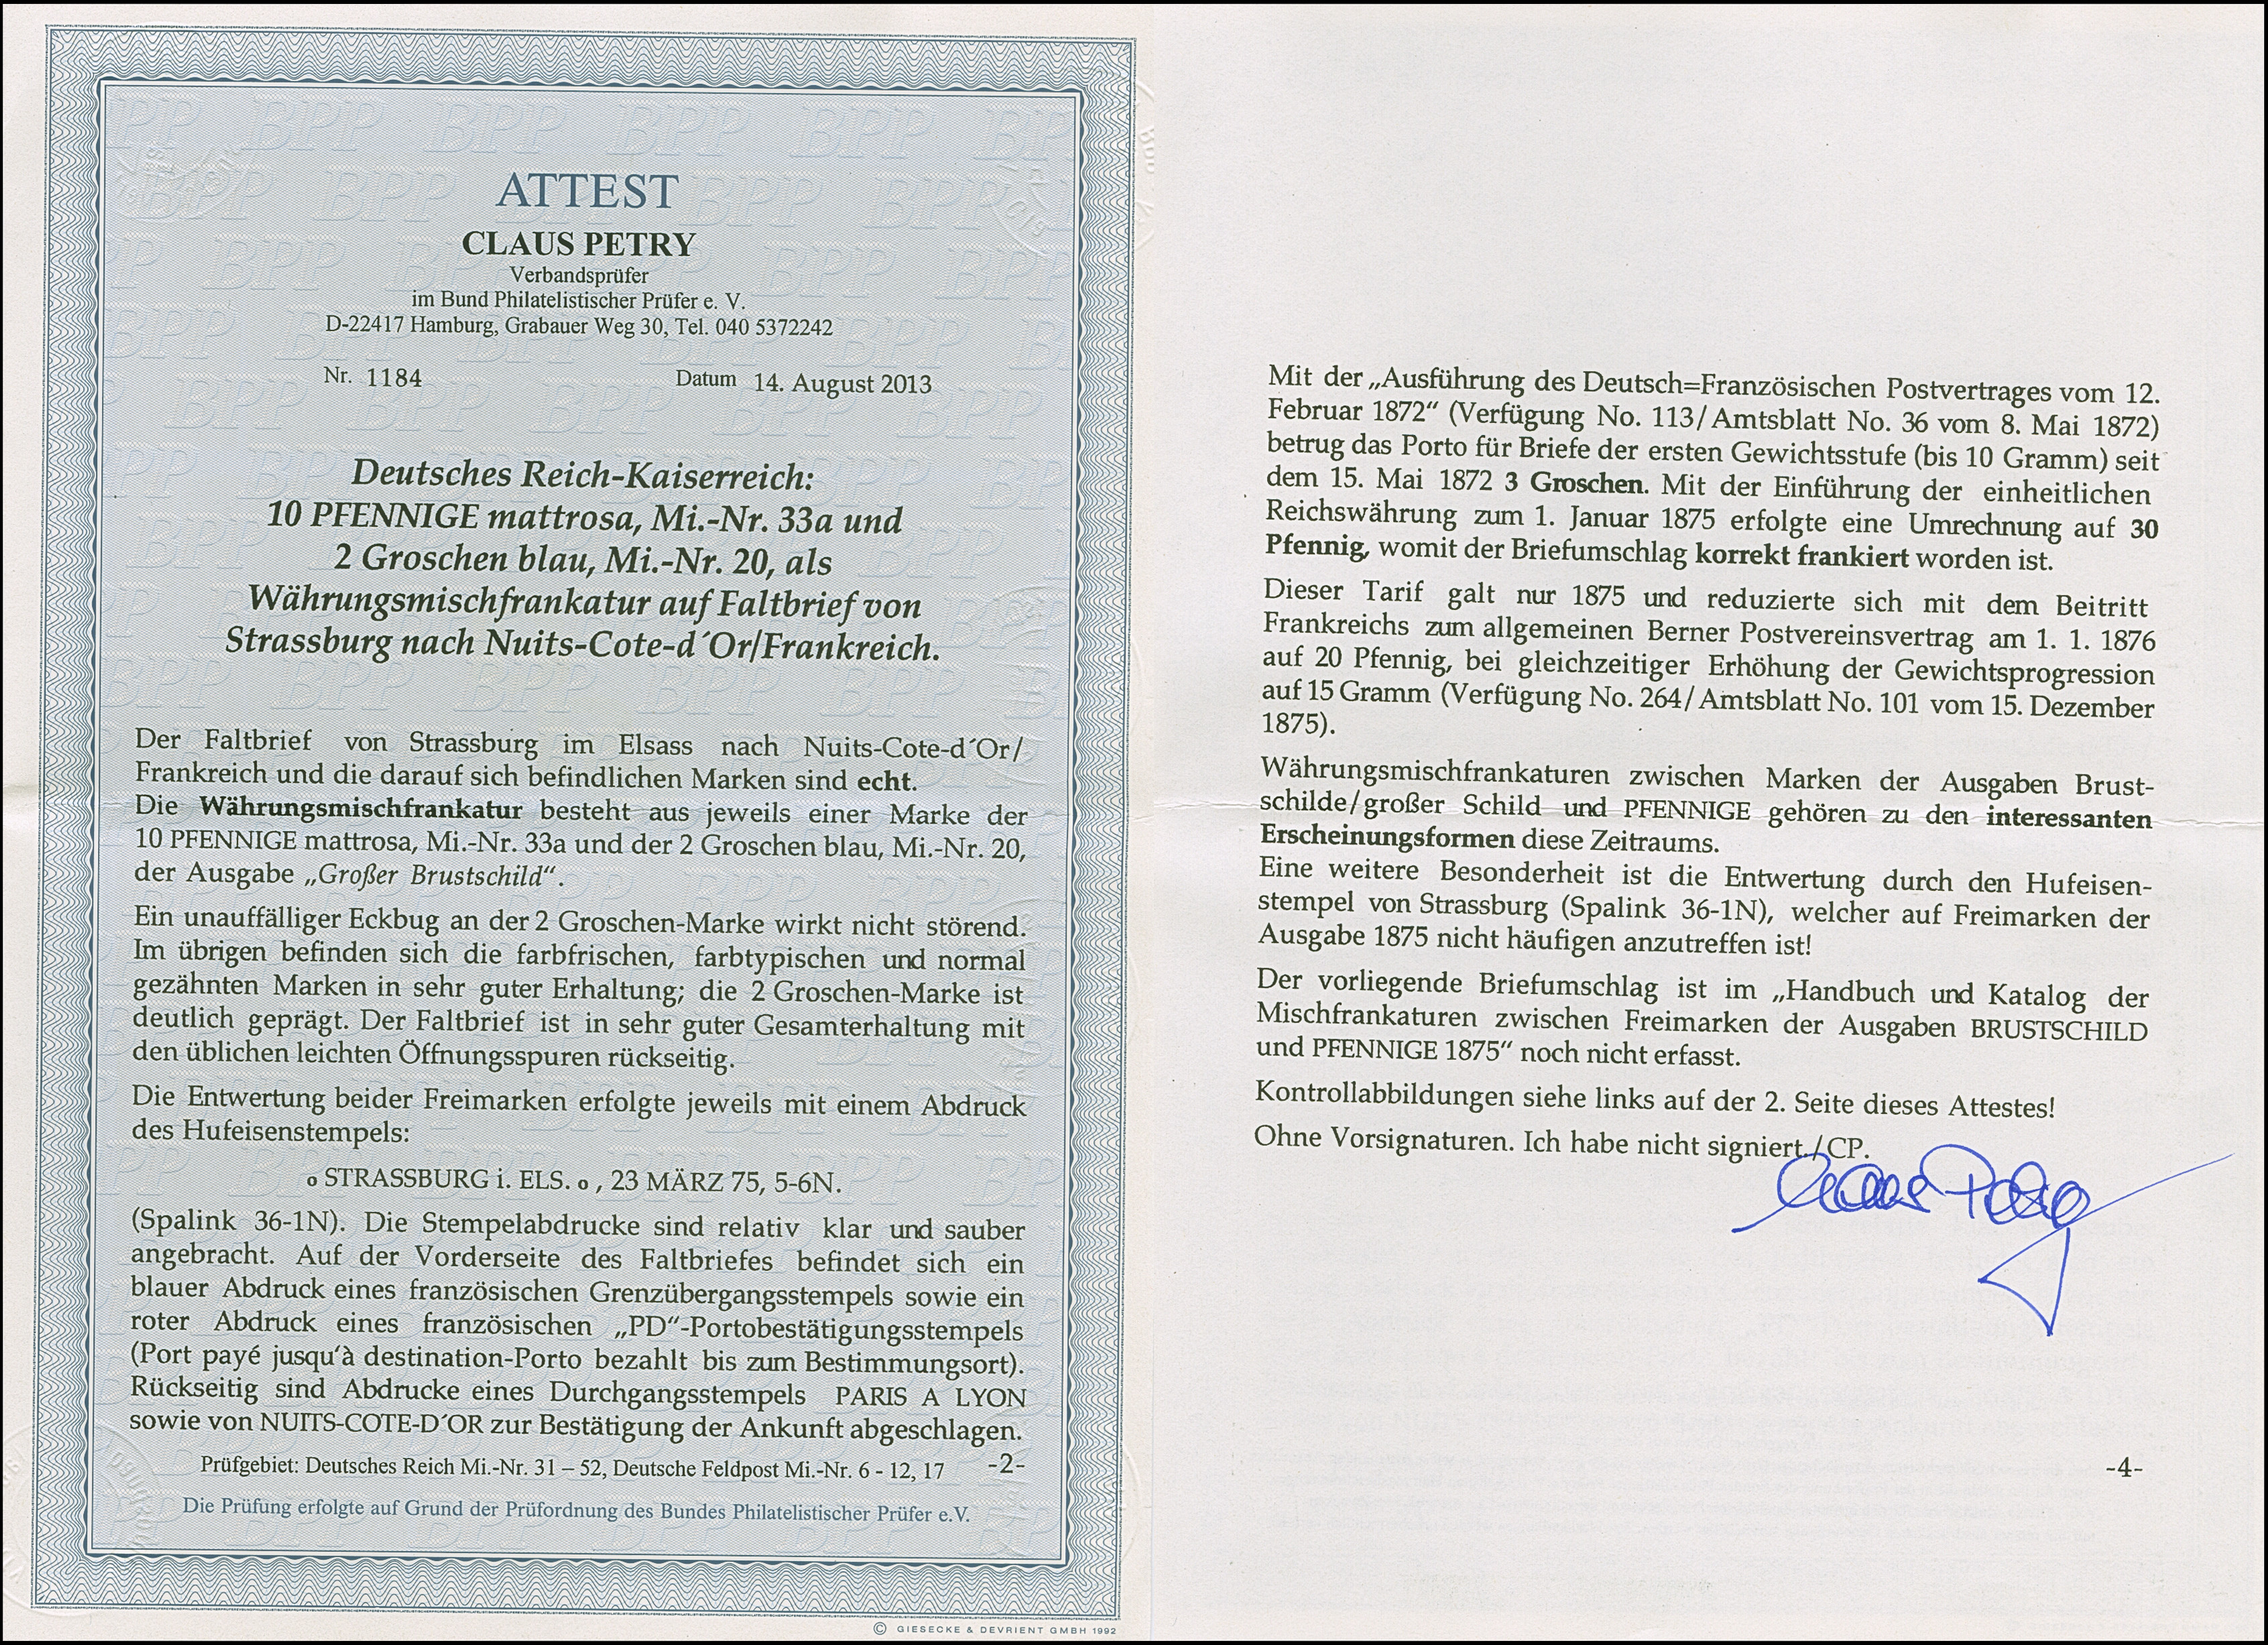 ATTEST
CLAUS PETRY
Verbandsprüfer
im Bund Philatelistischer Prüfer e. V.
D-22417 Hamburg, Grabauer Weg 30, Tel. 040 5372242
Nr. 1184 Datum 14. August 2013
Deutsches Reich-Kaiserreich:
10 PFENNIGE mattrosa, Mi.-Nr. 33a und
2 Groschen blau, Mi.-Nr. 20, als
Währungsmischfrankatur auf Faltbrief von
Strassburg nach Nuits-Cote-d´Or/Frankreich.
Der Faltbrief von Strassburg im Elsass nach Nuits-Cote-d´Or/
Frankreich und die darauf sich befindlichen Marken sind echt.
Die Währungsmischfrankatur besteht aus jeweils einer Marke der
10 PFENNIGE mattrosa, Mi.-Nr. 33a und der 2 Groschen blau, Mi.-Nr. 20,
der Ausgabe „Großer Brustschild“.
Ein unauffälliger Eckbug an der 2 Groschen-Marke wirkt nicht störend.
Im übrigen befinden sich die farbfrischen, farbtypischen und normal
gezähnten Marken in sehr guter Erhaltung; die 2 Groschen-Marke ist
deutlich geprägt. Der Faltbrief ist in sehr guter Gesamterhaltung mit
den üblichen leichten Öffnungsspuren rückseitig.
Die Entwertung beider Freimarken erfolgte jeweils mit einem Abdruck
des Hufeisenstempels:
o STRASSBURG i. ELS. o , 23 MÄRZ 75, 5-6N.
(Spalink 36-1N). Die Stempelabdrucke sind relativ klar und sauber
angebracht. Auf der Vorderseite des Faltbriefes befindet sich ein
blauer Abdruck eines französischen Grenzübergangsstempels sowie ein
roter Abdruck eines französischen „PD“-Portobestätigungsstempels
(Port payé jusqu‘à destination-Porto bezahlt bis zum Bestimmungsort).
Rückseitig sind Abdrucke eines Durchgangsstempels PARIS A LYON
sowie von NUITS-COTE-D´OR zur Bestätigung der Ankunft abgeschlagen.
Prüfgebiet: Deutsches Reich Mi.-Nr. 31 – 52, Deutsche Feldpost Mi.-Nr. 6 - 12, 17 -2-
Die Prüfung erfolgte auf Grund der Prüfordnung des Bundes Philatelistischer Prüfer e.V.
© GIESECKE & DEVRIENT GMBH 1992
Mit der „Ausführung des Deutsch=Französischen Postvertrages vom 12.
Februar 1872“ (Verfügung No. 113/Amtsblatt No. 36 vom 8. Mai 1872)
betrug das Porto für Briefe der ersten Gewichtsstufe (bis 10 Gramm) seit
dem 15. Mai 1872 3 Groschen. Mit der Einführung der einheitlichen
Reichswährung zum 1. Januar 1875 erfolgte eine Umrechnung auf 30
Pfennig, womit der Briefumschlag korrekt frankiert worden ist.
Dieser Tarif galt nur 1875 und reduzierte sich mit dem Beitritt
Frankreichs zum allgemeinen Berner Postvereinsvertrag am 1. 1. 1876
auf 20 Pfennig, bei gleichzeitiger Erhöhung der Gewichtsprogression
auf 15 Gramm (Verfügung No. 264/Amtsblatt No. 101 vom 15. Dezember
1875).
Währungsmischfrankaturen zwischen Marken der Ausgaben Brust-
schilde/großer Schild und PFENNIGE gehören zu den interessanten
Erscheinungsformen diese Zeitraums.
Eine weitere Besonderheit ist die Entwertung durch den Hufeisen-
stempel von Strassburg (Spalink 36-1N), welcher auf Freimarken der
Ausgabe 1875 nicht häufigen anzutreffen ist!
Der vorliegende Briefumschlag ist im „Handbuch und Katalog der
Mischfrankaturen zwischen Freimarken der Ausgaben BRUSTSCHILD
und PFENNIGE 1875“ noch nicht erfasst.
Kontrollabbildungen siehe links auf der 2. Seite dieses Attestes!
Ohne Vorsignaturen. Ich habe nicht signiert./CP.
Claus Petry
-4-